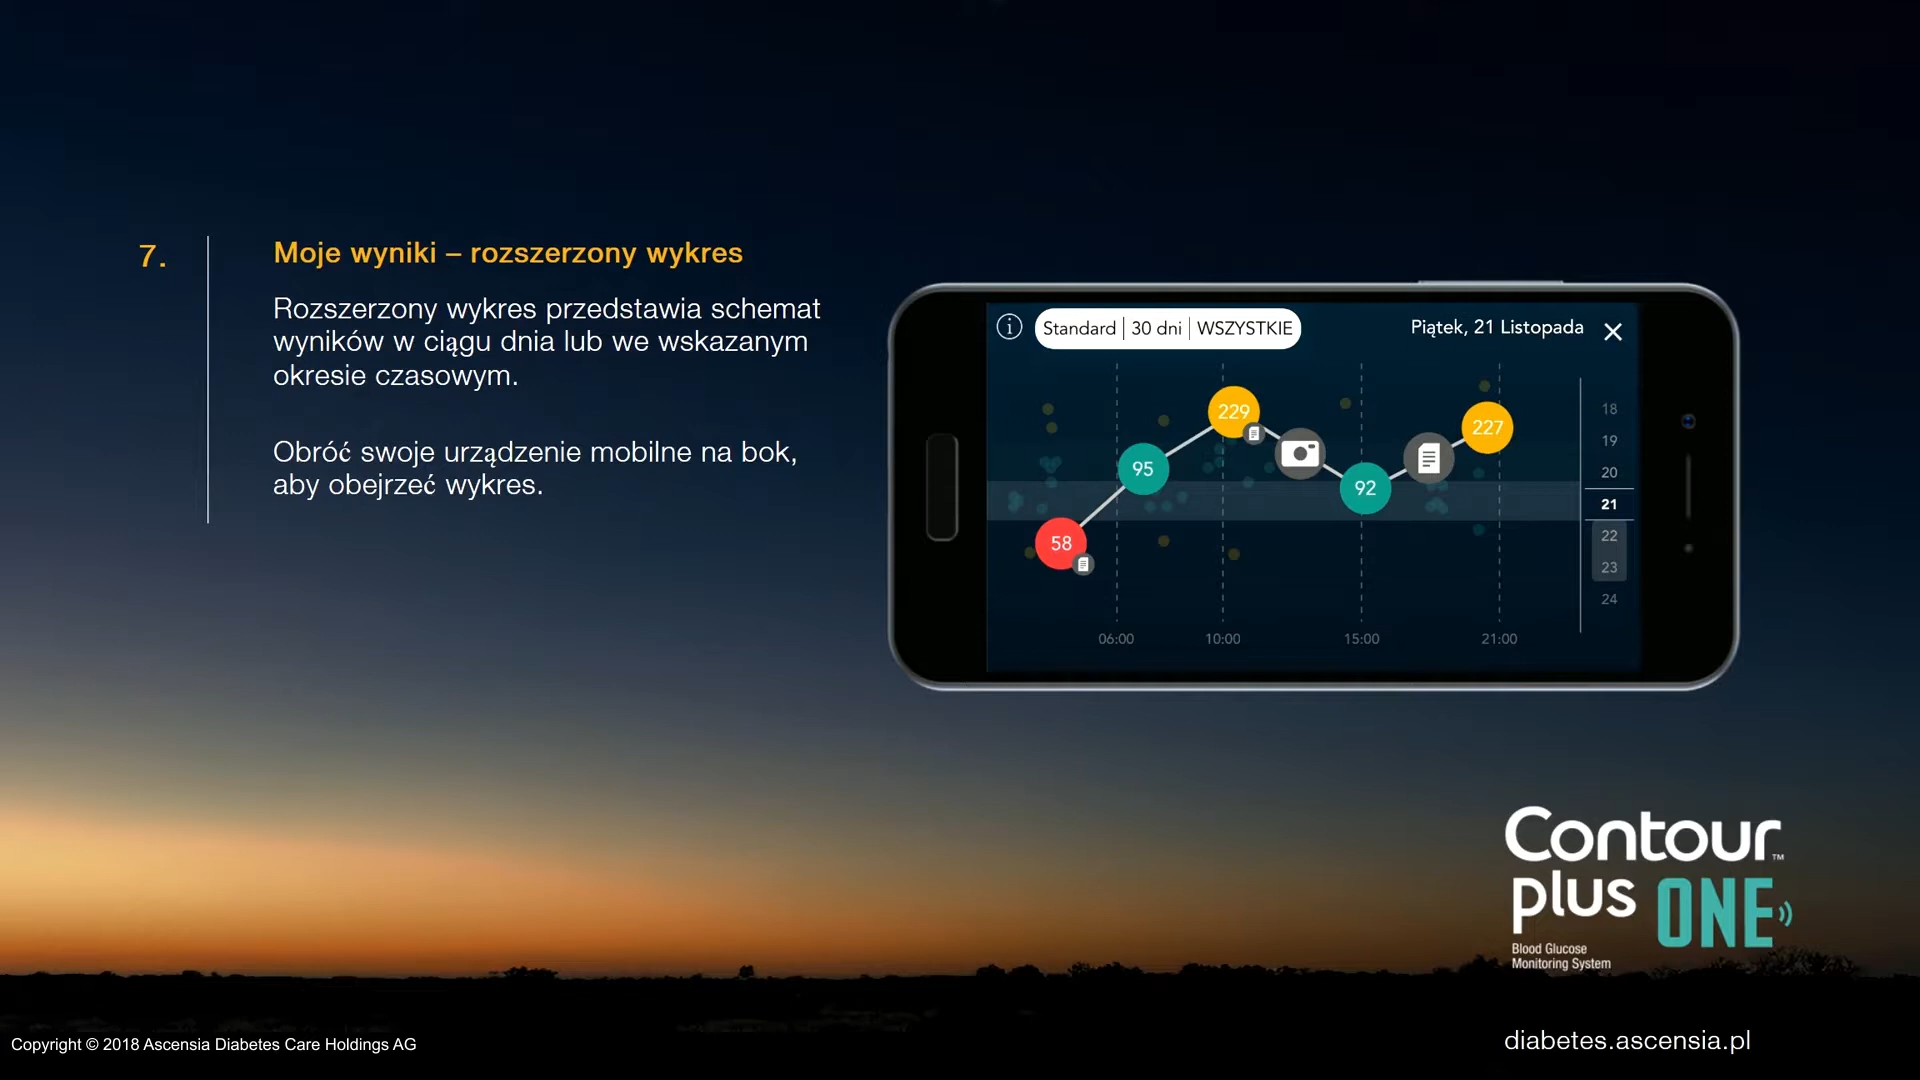 7.
Moje wyniki – rozszerzony wykres
Rozszerzony wykres przedstawia schemat
wyników w ciągu dnia lub we wskazanym
okresie czasowym.
Obróć swoje urządzenie mobilne na bok,
aby obejrzeć wykres.
i
Standard | 30 dni | WSZYSTKIE
Piątek, 21 Listopada
229
227
95
92
58
18
19
20
21
22
23
24
06:00 10:00 15:00 21:00
Contour™
plus ONE
Blood Glucose
Monitoring System
Copyright © 2018 Ascensia Diabetes Care Holdings AG
diabetes.ascensia.pl